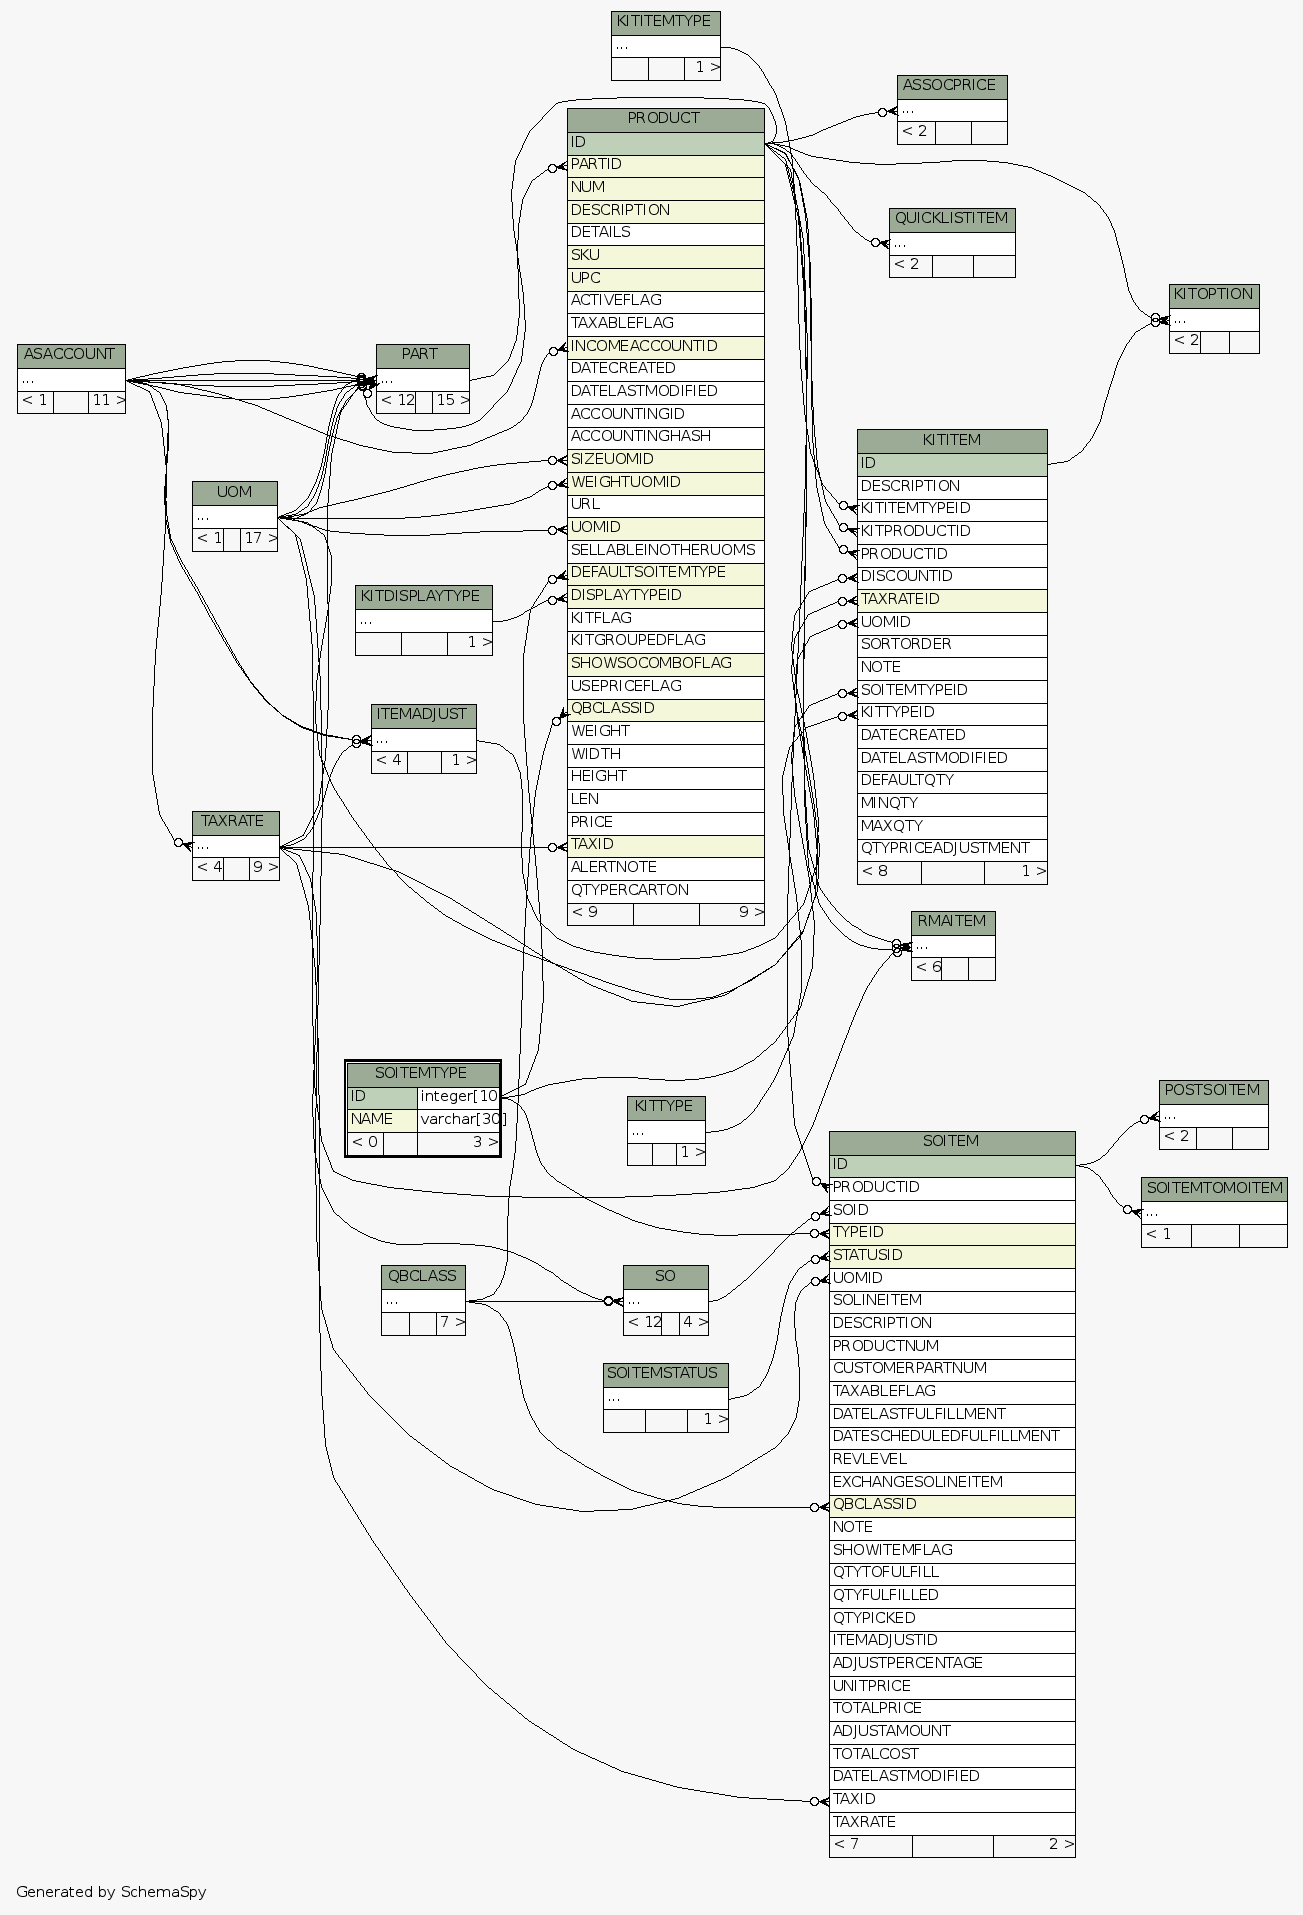 KITITEMTYPE
...
1 >
ASSOCPRICE
...
< 2
PRODUCT
ID
PARTID
NUM
DESCRIPTION
DETAILS
SKU
UPC
ACTIVEFLAG
TAXABLEFLAG
INCOMEACCOUNTID
DATECREATED
DATELASTMODIFIED
ACCOUNTINGID
ACCOUNTINGHASH
SIZEUOMID
WEIGHTUOMID
URL
UOMID
SELLABLEINOTHERUOMS
DEFAULTSOITEMTYPE
DISPLAYTYPEID
KITFLAG
KITGROUPEDFLAG
SHOWSOCOMBOFLAG
USEPRICEFLAG
QBCLASSID
WEIGHT
WIDTH
HEIGHT
LEN
PRICE
TAXID
ALERTNOTE
QTYPERCARTON
< 9 9 >
QUICKLISTITEM
...
< 2
KITOPTION
...
< 2
ASACCOUNT
...
< 1 11 >
PART
...
< 12 15 >
KITITEM
ID
DESCRIPTION
KITITEMTYPEID
KITPRODUCTID
PRODUCTID
DISCOUNTID
TAXRATEID
UOMID
SORTORDER
NOTE
SOITEMTYPEID
KITTYPEID
DATECREATED
DATELASTMODIFIED
DEFAULTQTY
MINQTY
MAXQTY
QTYPRICEADJUSTMENT
< 8 1 >
UOM
...
< 1 17 >
KITDISPLAYTYPE
...
1 >
ITEMADJUST
...
< 4 1 >
TAXRATE
...
< 4 9 >
RMAITEM
...
< 6
SOITEMTYPE
ID integer[10
NAME varchar[30]
< 0 3 >
KITTYPE
...
1 >
POSTSOITEM
...
< 2
SOITEM
ID
PRODUCTID
SOID
TYPEID
STATUSID
UOMID
SOLINEITEM
DESCRIPTION
PRODUCTNUM
CUSTOMERPARTNUM
TAXABLEFLAG
DATELASTFULFILLMENT
DATESCHEDULEDFULFILLMENT
REVLEVEL
EXCHANGESOLINEITEM
QBCLASSID
NOTE
SHOWITEMFLAG
QTYTOFULFILL
QTYFULFILLED
QTYPICKED
ITEMADJUSTID
ADJUSTPERCENTAGE
UNITPRICE
TOTALPRICE
ADJUSTAMOUNT
TOTALCOST
DATELASTMODIFIED
TAXID
TAXRATE
< 7 2 >
SOITEMTOMOITEM
...
< 1
QBCLASS
...
7 >
SO
...
< 12 4 >
SOITEMSTATUS
...
1 >
Generated by SchemaSpy